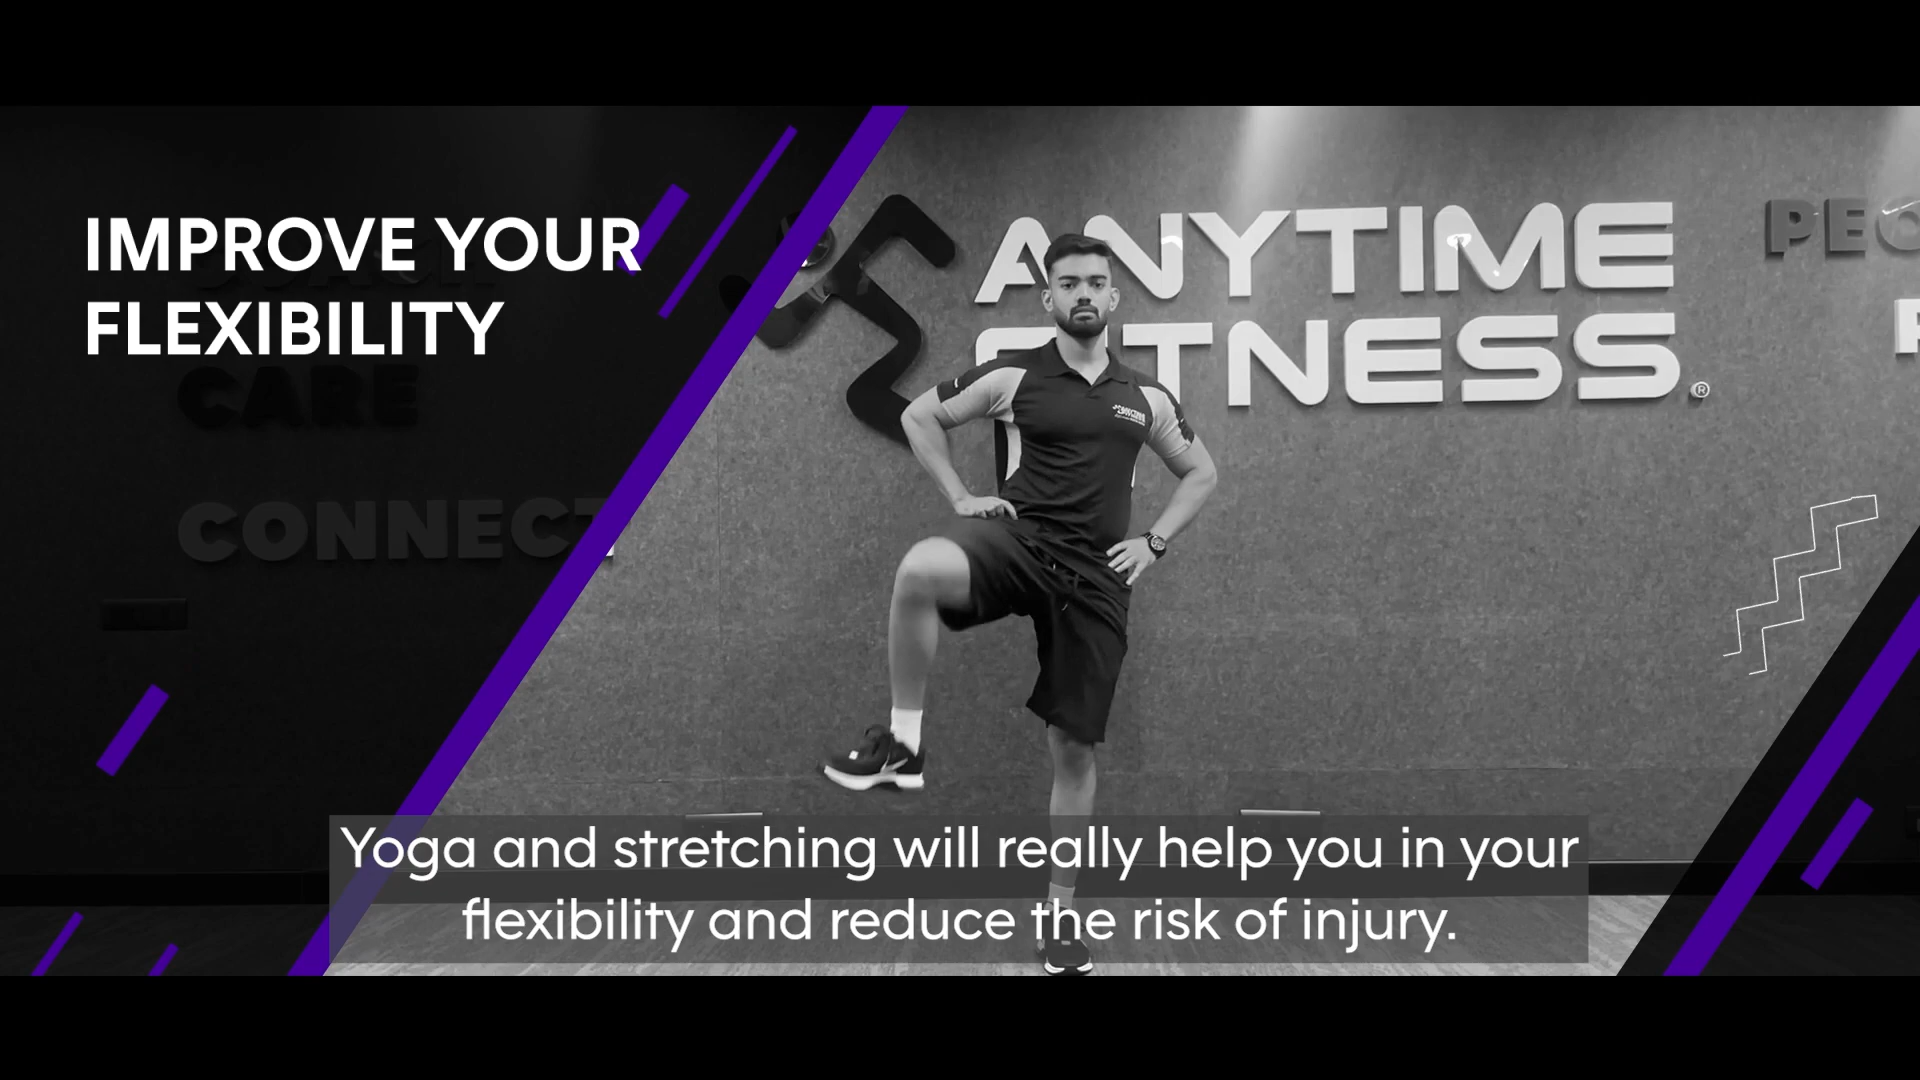 IMPROVE YOUR
FLEXIBILITY
CARE
CONNECT
ANYTIME
FITNESS
®
Yoga and stretching will really help you in your
flexibility and reduce the risk of injury.